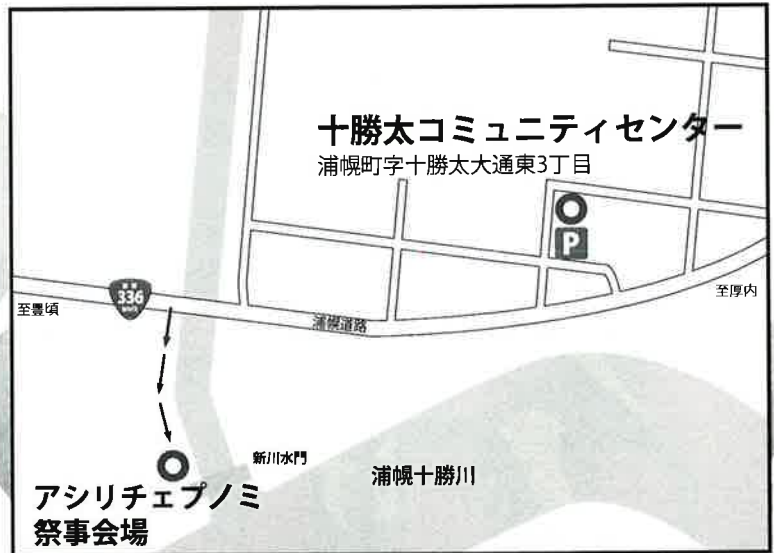 十勝太コミュニティセンター
浦幌町字十勝太大通東3丁目
P
336
至豊頃
至厚内
浦幌道路
新川水門
浦幌十勝川
アシリチェプノミ
祭事会場